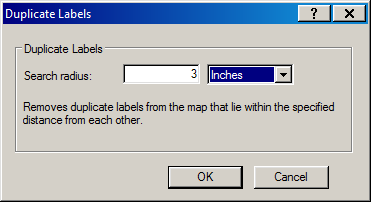 Duplicate Labels
Duplicate Labels
Search radius: 3 Inches
Removes duplicate labels from the map that lie within the specified
distance from each other.
OK Cancel